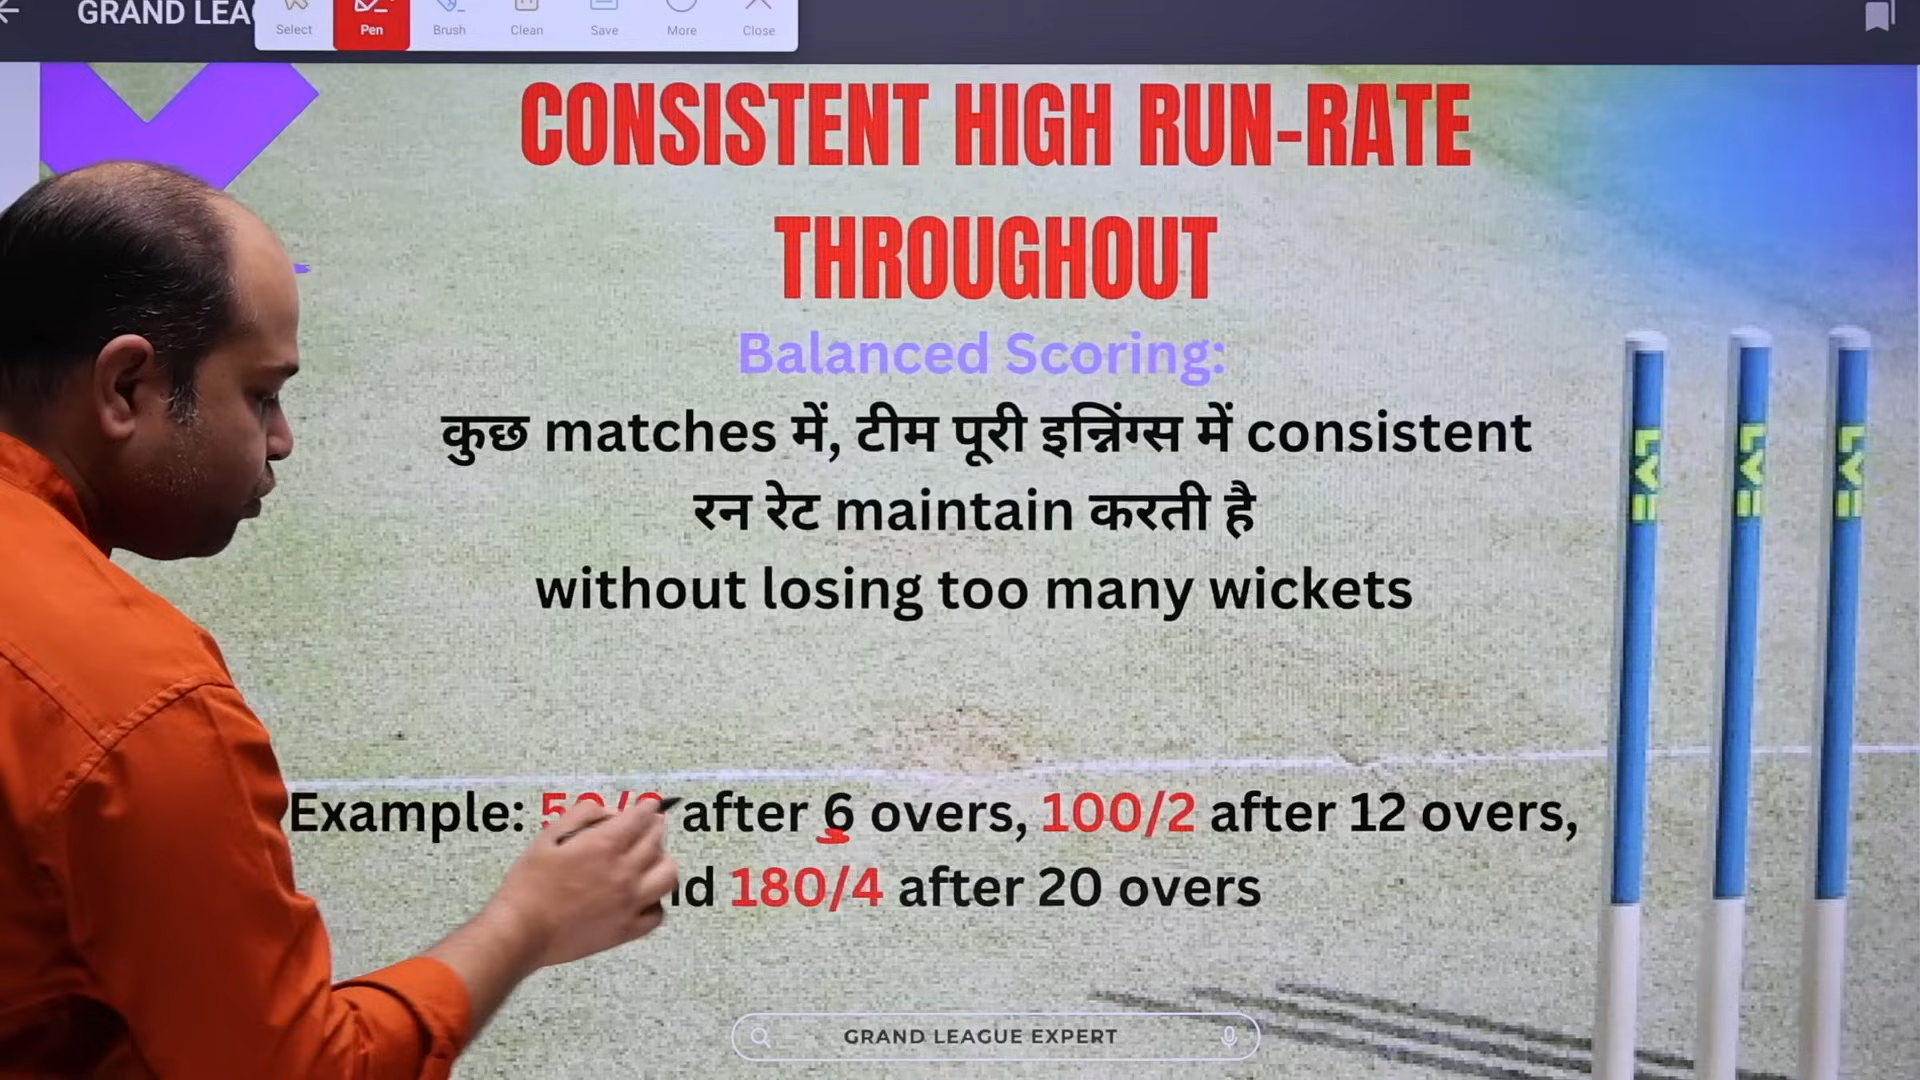 GRAND LEA
Select Pen Brush Clean Save More Close
CONSISTENT HIGH RUN-RATE
THROUGHOUT
Balanced Scoring:
कुछ matches में, टीम पूरी इन्निंग्स में consistent
रन रेट maintain करती है
without losing too many wickets
Example: after 6 overs, 100/2 after 12 overs,
180/4 after 20 overs
GRAND LEAGUE EXPERT